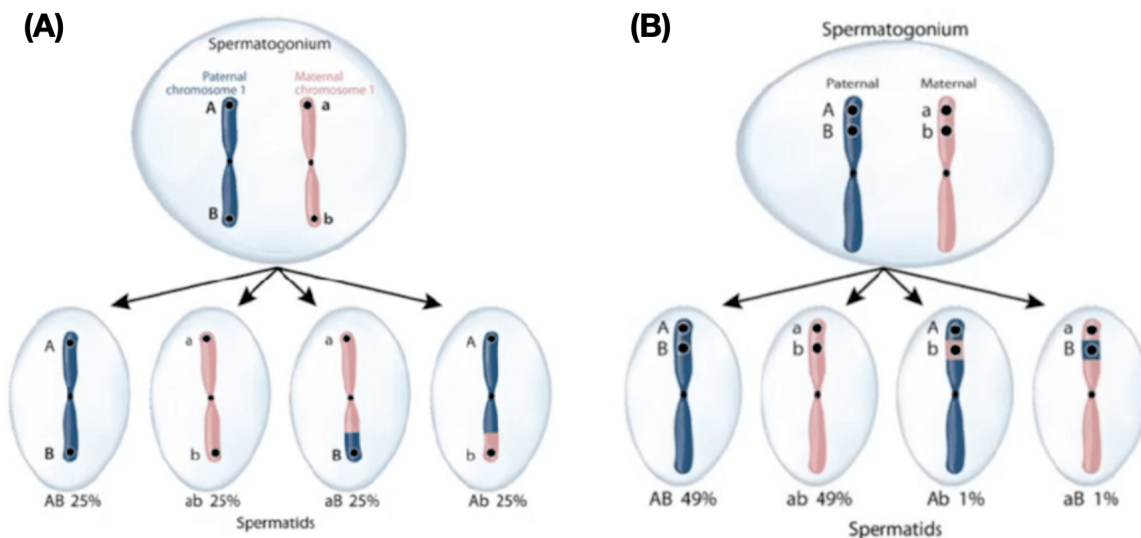 (A)
Spermatogonium
Paternal
chromosome 1
Maternal
chromosome 1
A
a
B
b
A
B
AB 25%
a
b
ab 25%
a
B
aB 25%
A
b
Ab 25%
Spermatids
(B)
Spermatogonium
Paternal
Maternal
A
B
a
b
A
B
AB 49%
a
b
ab 49%
A
b
Ab 1%
a
B
aB 1%
Spermatids